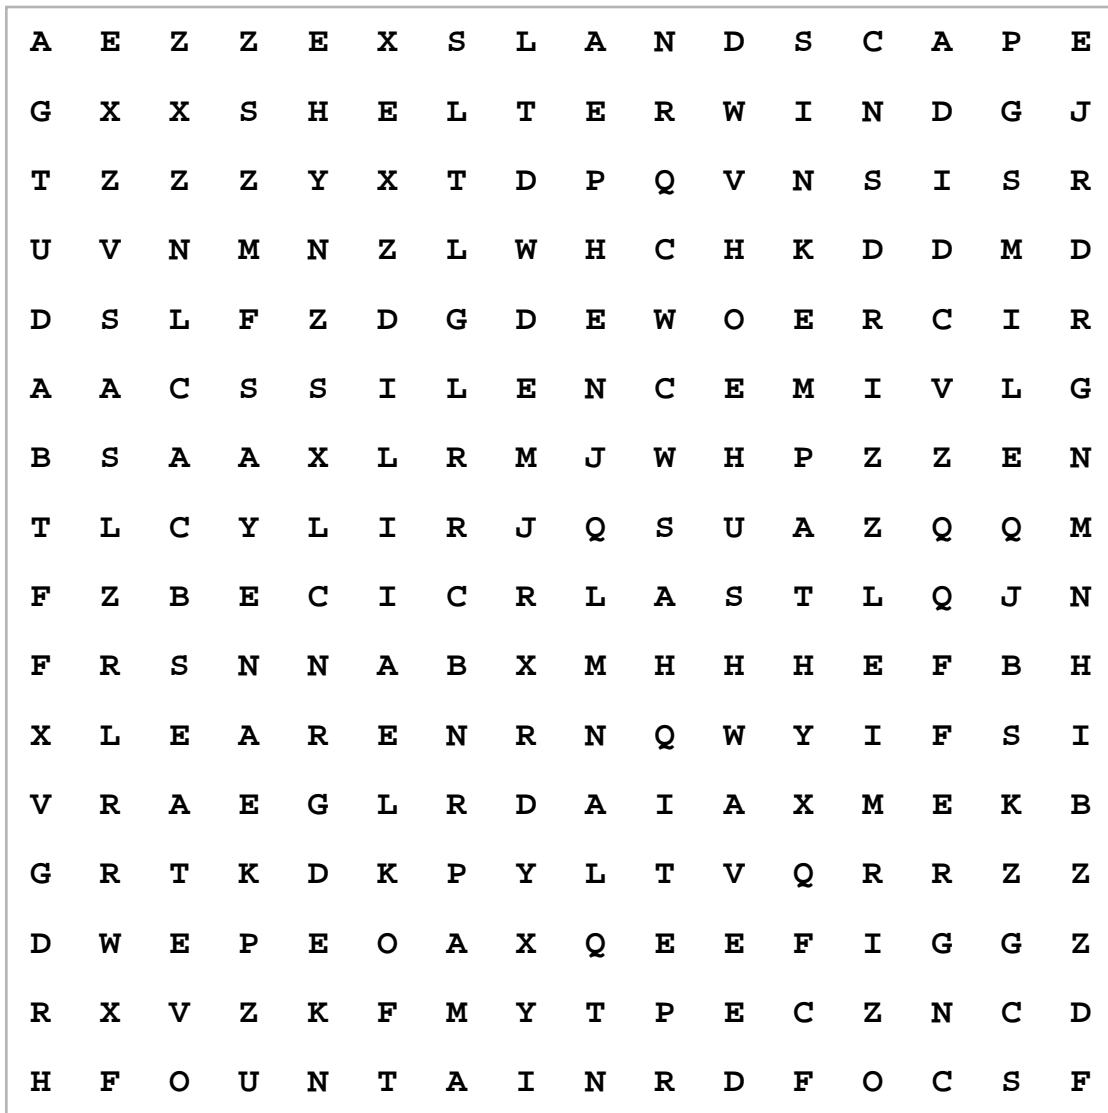 A E Z Z E X S L A N D S C A P E
G X X S H E L T E R W I N D G J
T Z Z Z Y X T D P Q V N S I S R
U V N M N Z L W H C H K D D M D
D S L F Z D G D E W O E R C I R
A A C S S I L E N C E M I V L G
B S A A X L R M J W H P Z Z E N
T L C Y L I R J Q S U A Z Q Q M
F Z B E C I C R L A S T L Q J N
F R S N N A B X M H H H E F B H
X L E A R E N R N Q W Y I F S I
V R A E G L R D A I A X M E K B
G R T K D K P Y L T V Q R R Z Z
D W E P E O A X Q E E F I G G Z
R X V Z K F M Y T P E C Z N C D
H F O U N T A I N R D F O C S F